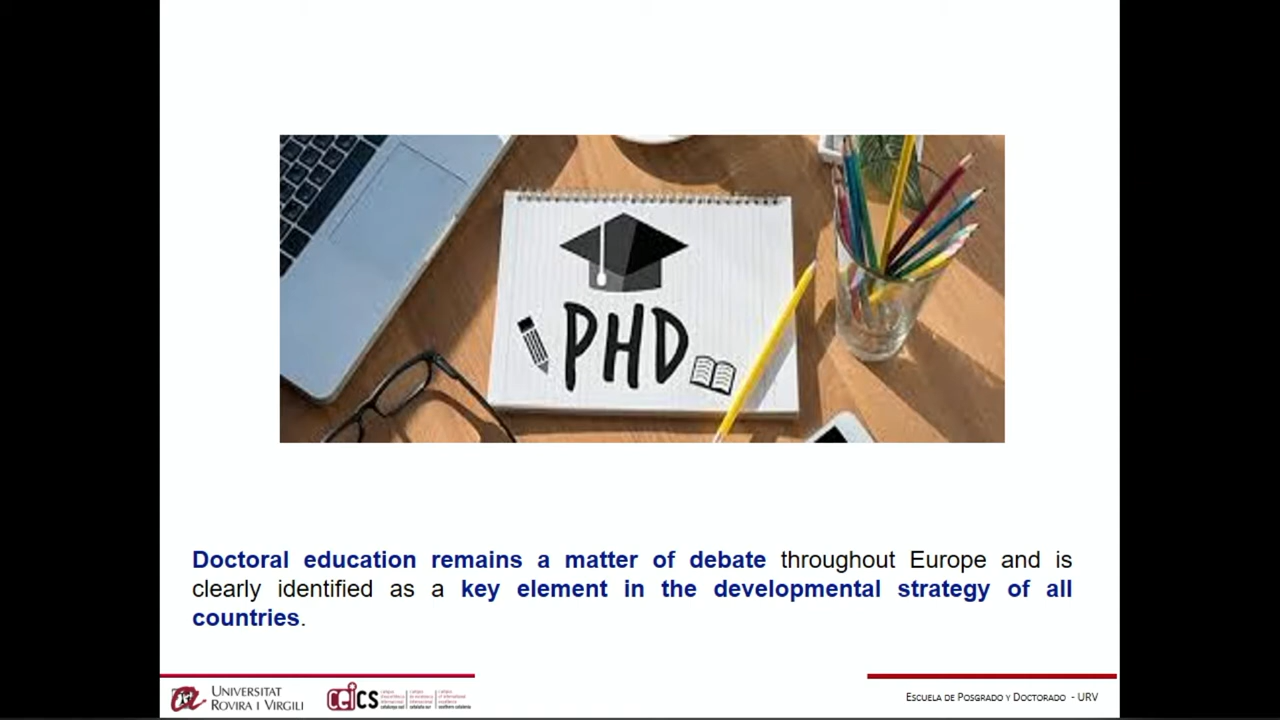 PHD
Doctoral education remains a matter of debate throughout Europe and is
clearly identified as a key element in the developmental strategy of all
countries.
UNIVERSITAT
ROVIRA I VIRGILI
ceics
ESCUELA DE POSGRADO Y DOCTORADO - URV